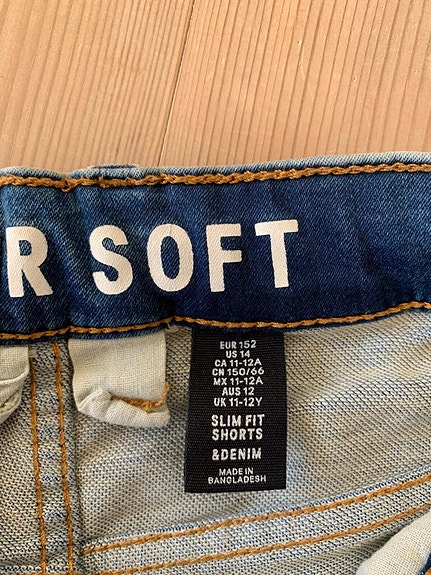 R SOFT
EUR 152
US 14
CA 11-12A
CN 150/66
MX 11-12A
AUS 12
UK 11-12Y
SLIM FIT
SHORTS
&DENIM
MADE IN
BANGLADESH